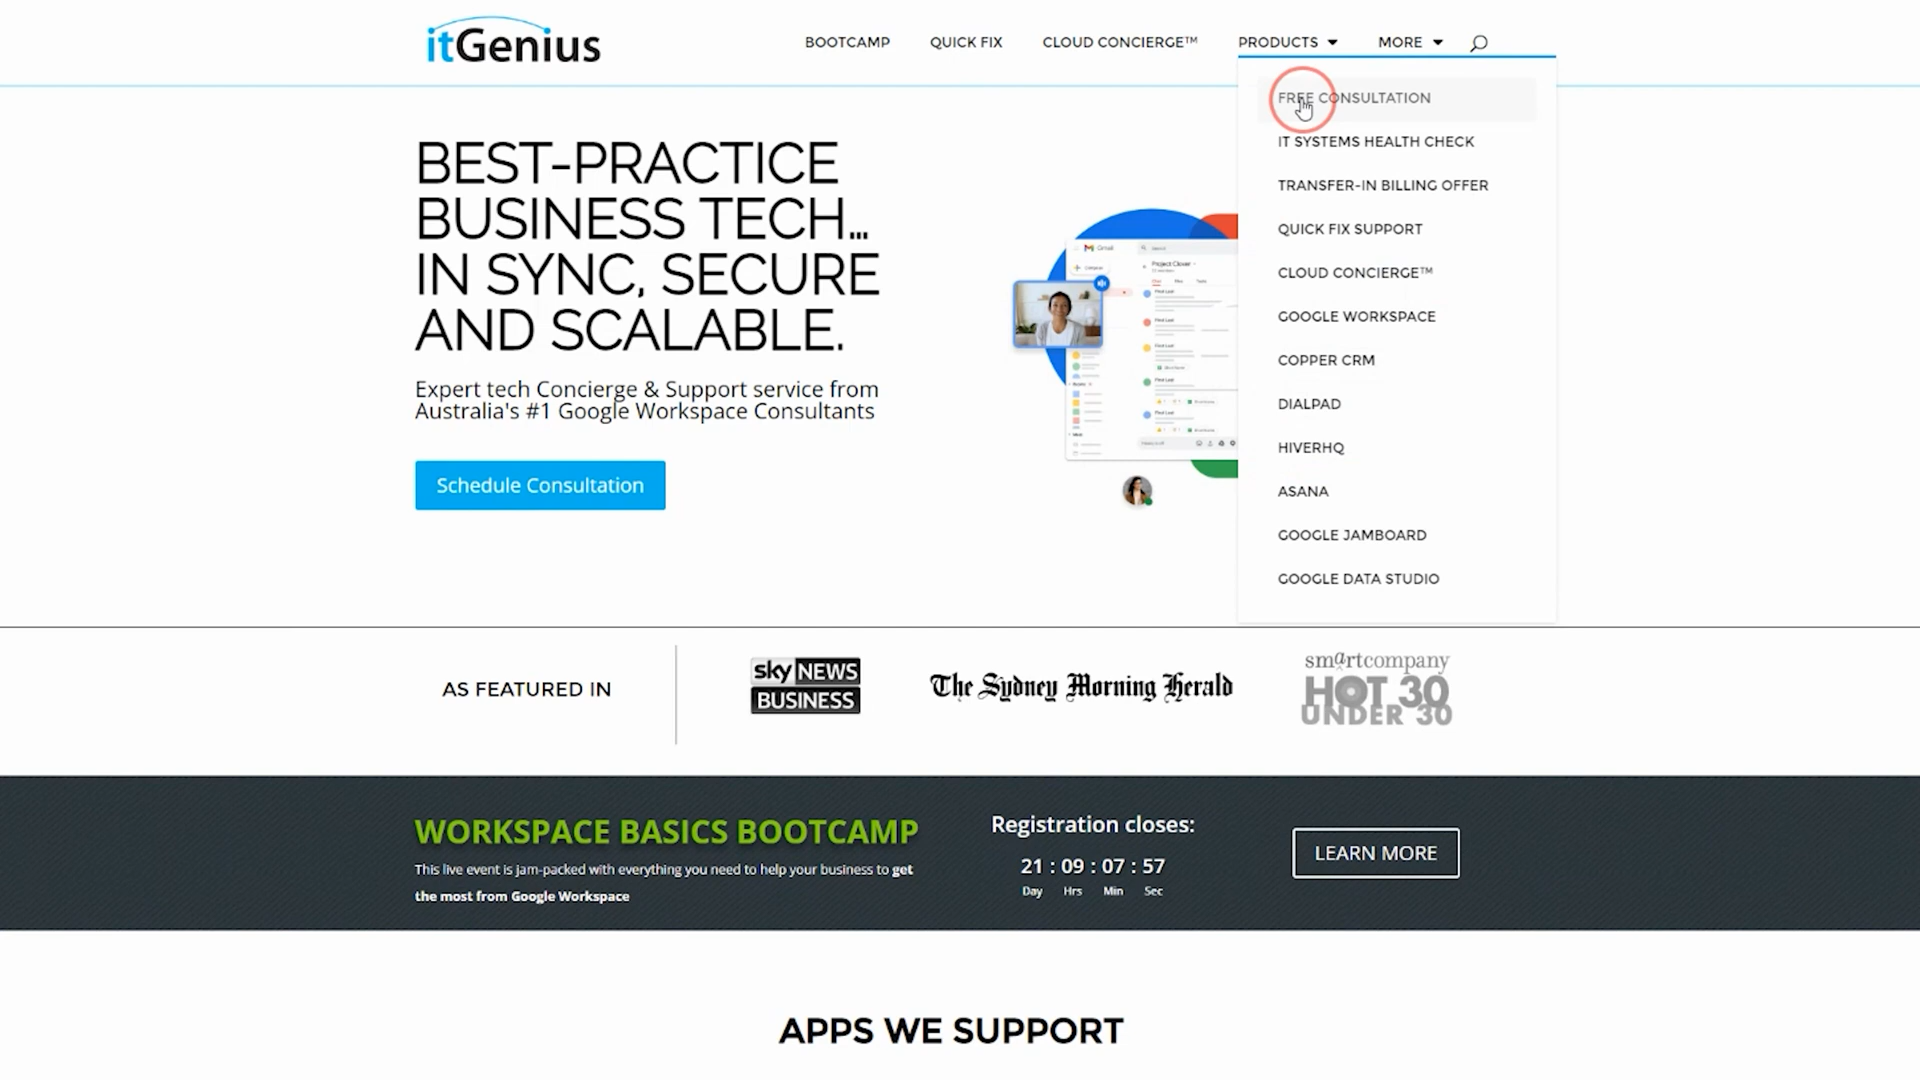 itGenius
BOOTCAMP
QUICK FIX
CLOUD CONCIERGE™
PRODUCTS
MORE
FREE CONSULTATION
IT SYSTEMS HEALTH CHECK
TRANSFER-IN BILLING OFFER
QUICK FIX SUPPORT
CLOUD CONCIERGE™
GOOGLE WORKSPACE
COPPER CRM
DIALPAD
HIVERHQ
ASANA
GOOGLE JAMBOARD
GOOGLE DATA STUDIO
BEST-PRACTICE
BUSINESS TECH...
IN SYNC, SECURE
AND SCALABLE.
Expert tech Concierge & Support service from
Australia's #1 Google Workspace Consultants
Schedule Consultation
Gmail
Search
Compose
Project Clover
AS FEATURED IN
sky NEWS
BUSINESS
The Sydney Morning Herald
smartcompany
HOT 30
UNDER 30
WORKSPACE BASICS BOOTCAMP
This live event is jam-packed with everything you need to help your business to get
the most from Google Workspace
Registration closes:
21 : 09 : 07 : 57
Day Hrs Min Sec
LEARN MORE
APPS WE SUPPORT